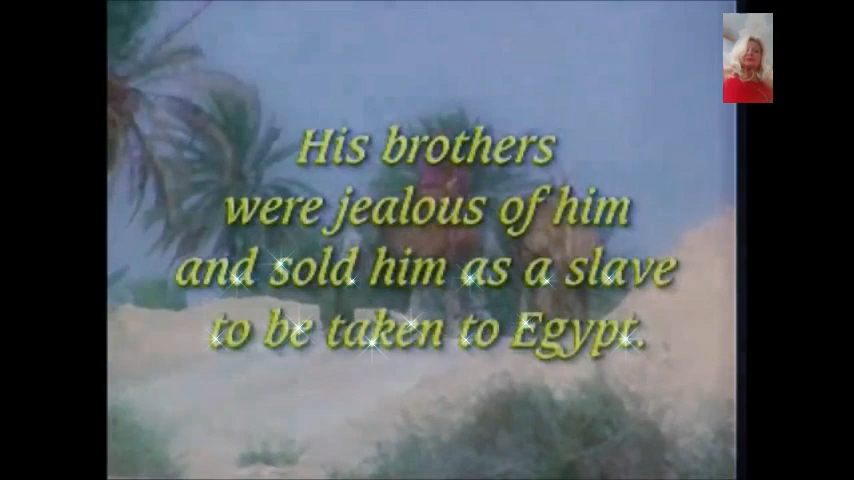 His brothers
were jealous of him
and sold him as a slave
to be taken to Egypt.